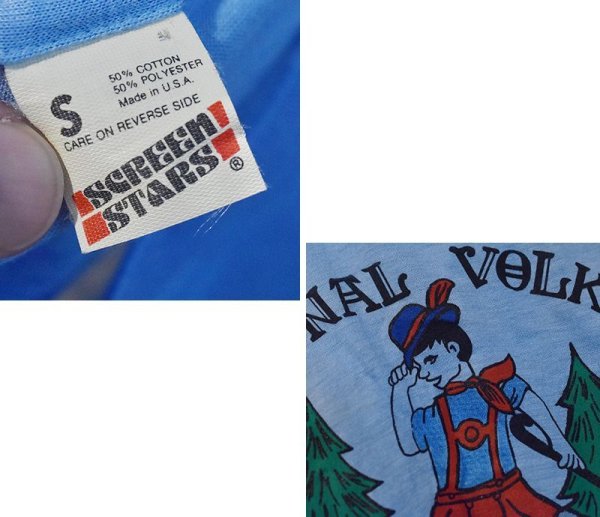 50% COTTON
50% POLYESTER
Made in U.S.A.
S
CARE ON REVERSE SIDE
SCREEN
STARS
®
NAL VOLK